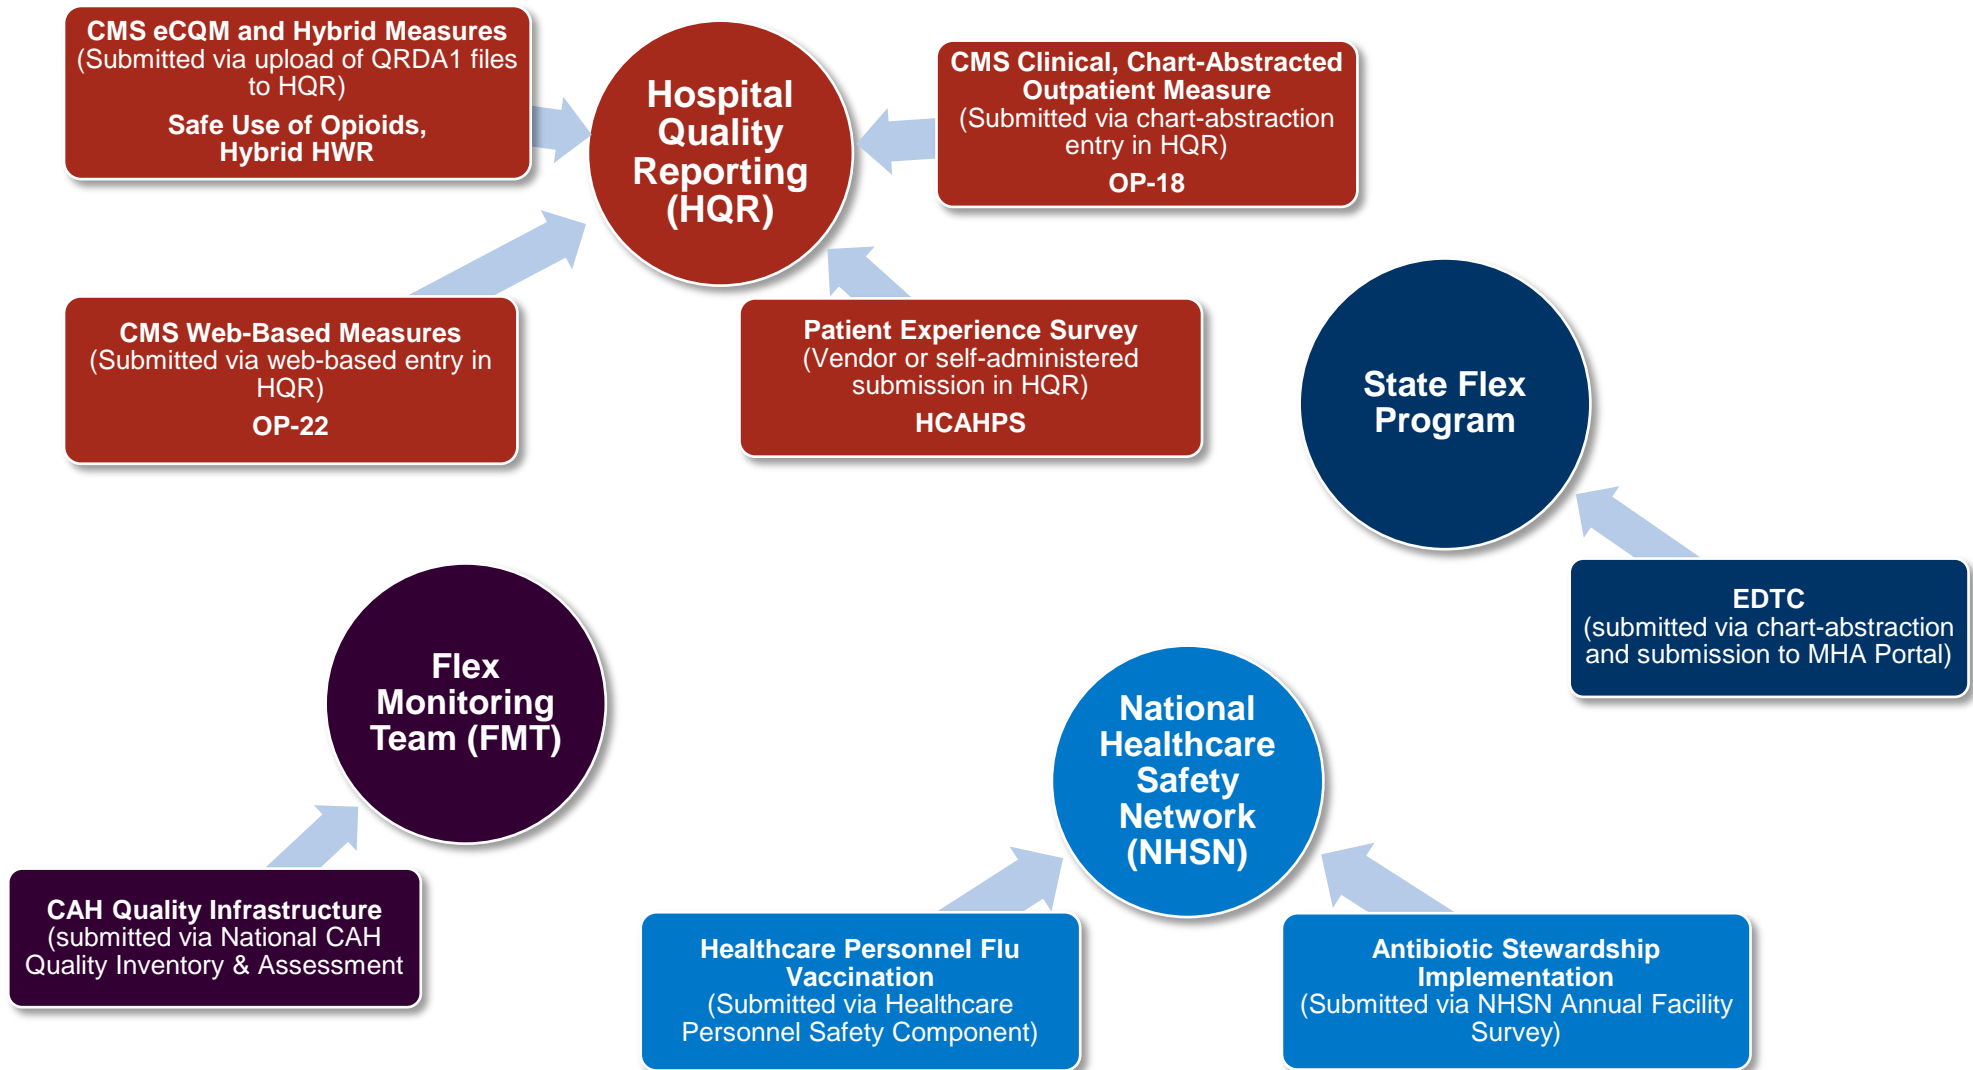 CMS eCQM and Hybrid Measures
(Submitted via upload of QRDA1 files
to HQR)
Safe Use of Opioids,
Hybrid HWR
Hospital
Quality
Reporting
(HQR)
CMS Clinical, Chart-Abstracted
Outpatient Measure
(Submitted via chart-abstraction
entry in HQR)
OP-18
CMS Web-Based Measures
(Submitted via web-based entry in
HQR)
OP-22
Patient Experience Survey
(Vendor or self-administered
submission in HQR)
HCAHPS
State Flex
Program
EDTC
(submitted via chart-abstraction
and submission to MHA Portal)
Flex
Monitoring
Team (FMT)
CAH Quality Infrastructure
(submitted via National CAH
Quality Inventory & Assessment
National
Healthcare
Safety
Network
(NHSN)
Healthcare Personnel Flu
Vaccination
(Submitted via Healthcare
Personnel Safety Component)
Antibiotic Stewardship
Implementation
(Submitted via NHSN Annual Facility
Survey)